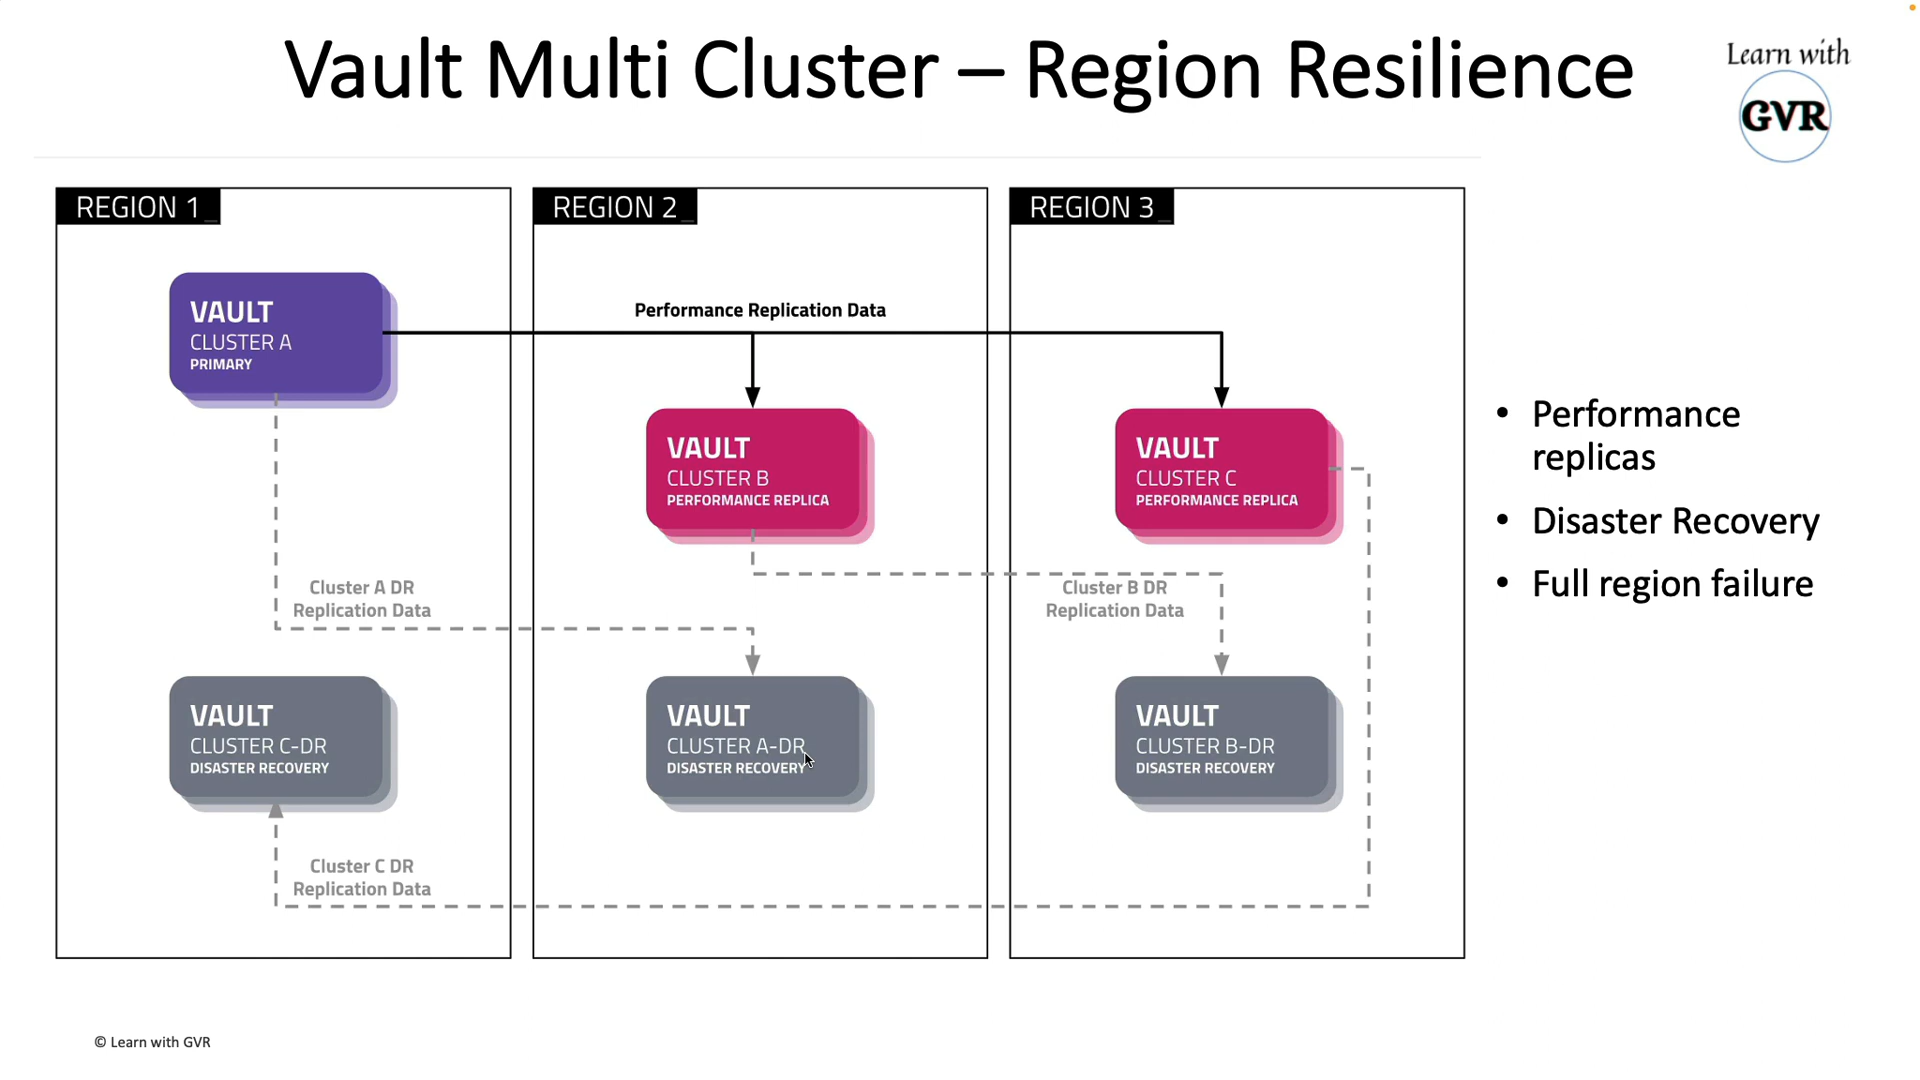 Vault Multi Cluster – Region Resilience
Learn with
GVR
REGION 1_
REGION 2_
REGION 3_
VAULT
CLUSTER A
PRIMARY
Performance Replication Data
VAULT
CLUSTER B
PERFORMANCE REPLICA
VAULT
CLUSTER C
PERFORMANCE REPLICA
Cluster A DR
Replication Data
Cluster B DR
Replication Data
VAULT
CLUSTER C-DR
DISASTER RECOVERY
VAULT
CLUSTER A-DR
DISASTER RECOVERY
VAULT
CLUSTER B-DR
DISASTER RECOVERY
Cluster C DR
Replication Data
• Performance
replicas
• Disaster Recovery
• Full region failure
© Learn with GVR